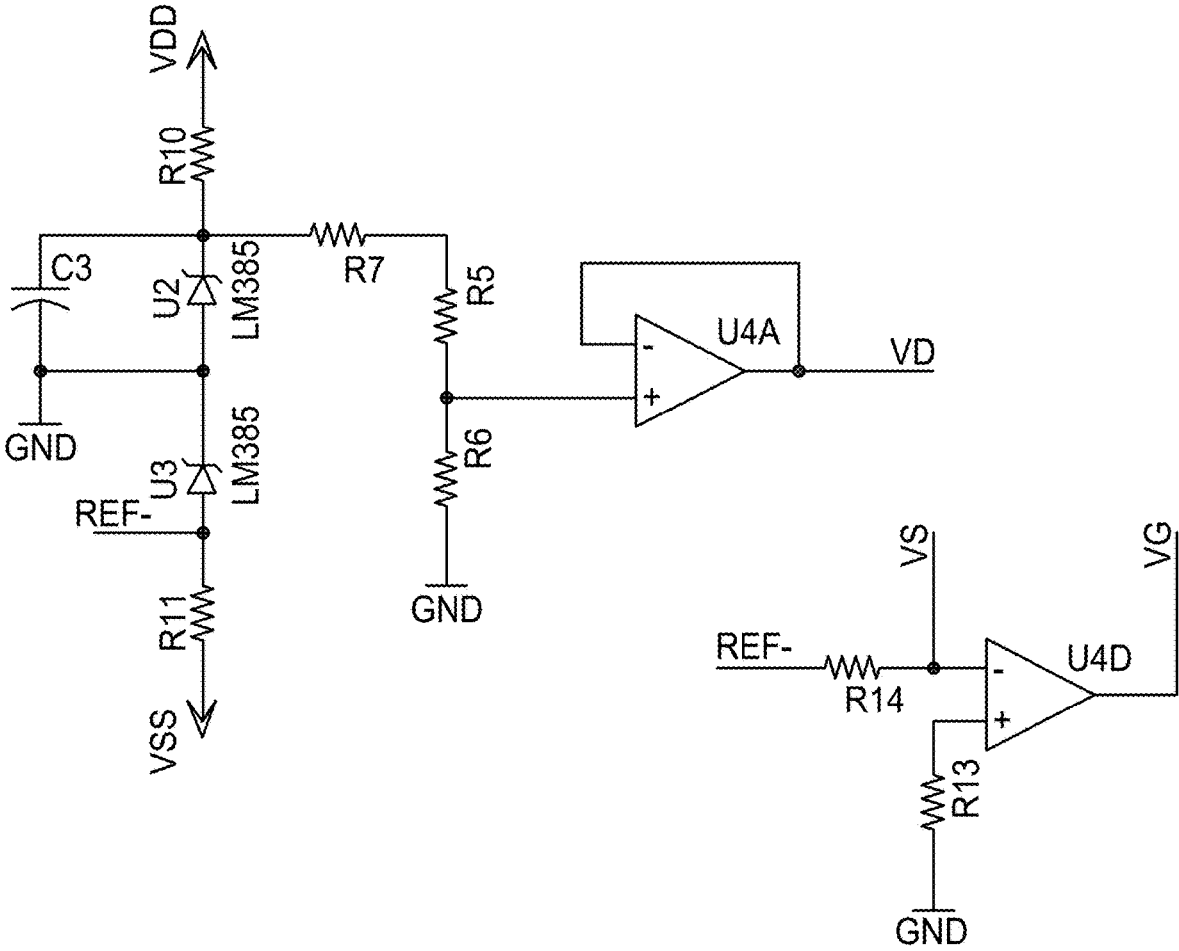 VDD
R10
C3
U2
LM385
R7
R5
U4A
-
+
VD
GND
U3
LM385
R6
REF-
GND
R11
VSS
VS
VG
REF-
R14
U4D
-
+
R13
GND